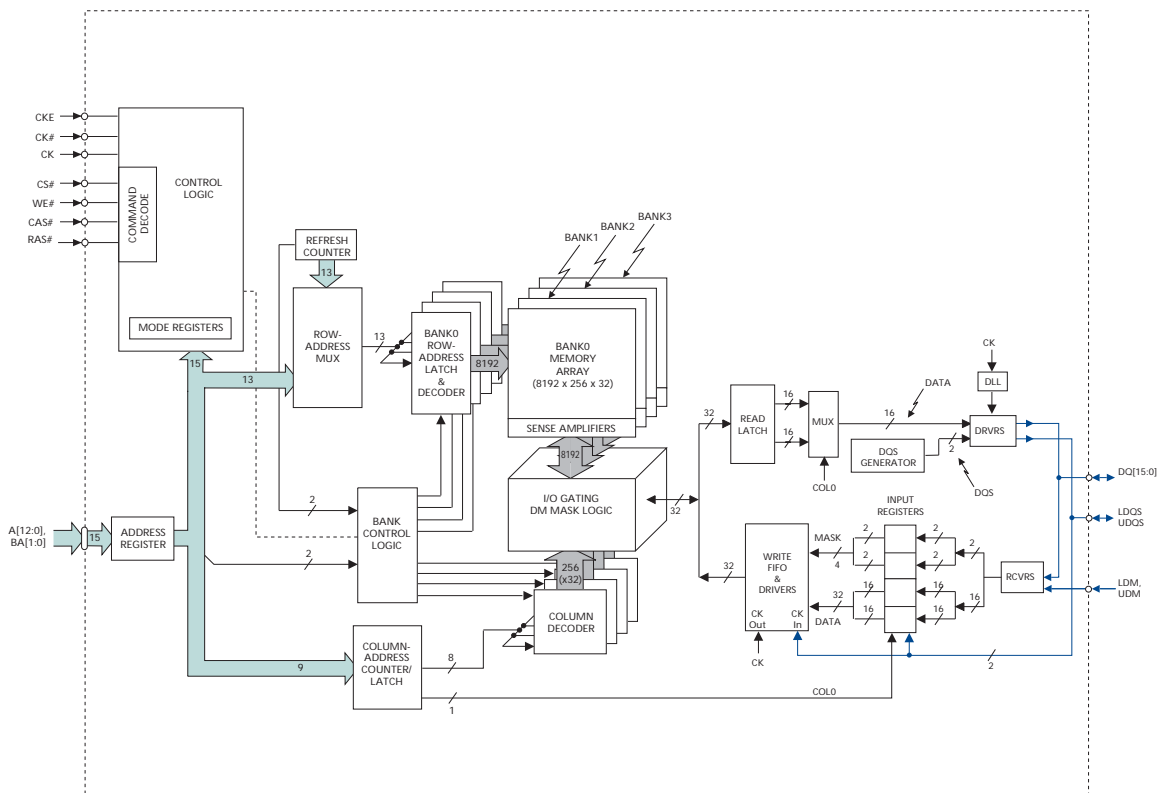 CKE
CK#
CK
CS#
WE#
CAS#
RAS#
COMMAND
DECODE
CONTROL
LOGIC
MODE REGISTERS
15
13
REFRESH
COUNTER
13
ROW-
ADDRESS
MUX
13
BANK0
ROW-
ADDRESS
LATCH
&
DECODER
8192
BANK1
BANK2
BANK3
BANK0
MEMORY
ARRAY
(8192 x 256 x 32)
SENSE AMPLIFIERS
8192
I/O GATING
DM MASK LOGIC
32
256
(x32)
COLUMN
DECODER
A[12:0],
BA[1:0]
15
ADDRESS
REGISTER
2
2
BANK
CONTROL
LOGIC
9
COLUMN-
ADDRESS
COUNTER/
LATCH
8
1
COL0
32
READ
LATCH
16
16
MUX
COL0
16
DATA
DQS
GENERATOR
2
DQS
CK
DLL
DRVRS
DQ[15:0]
LDQS
UDQS
LDM,
UDM
RCVRS
INPUT
REGISTERS
2
2
2
2
2
16
16
16
16
16
MASK
4
32
DATA
WRITE
FIFO
&
DRIVERS
CK
Out
CK
In
CK
32
2